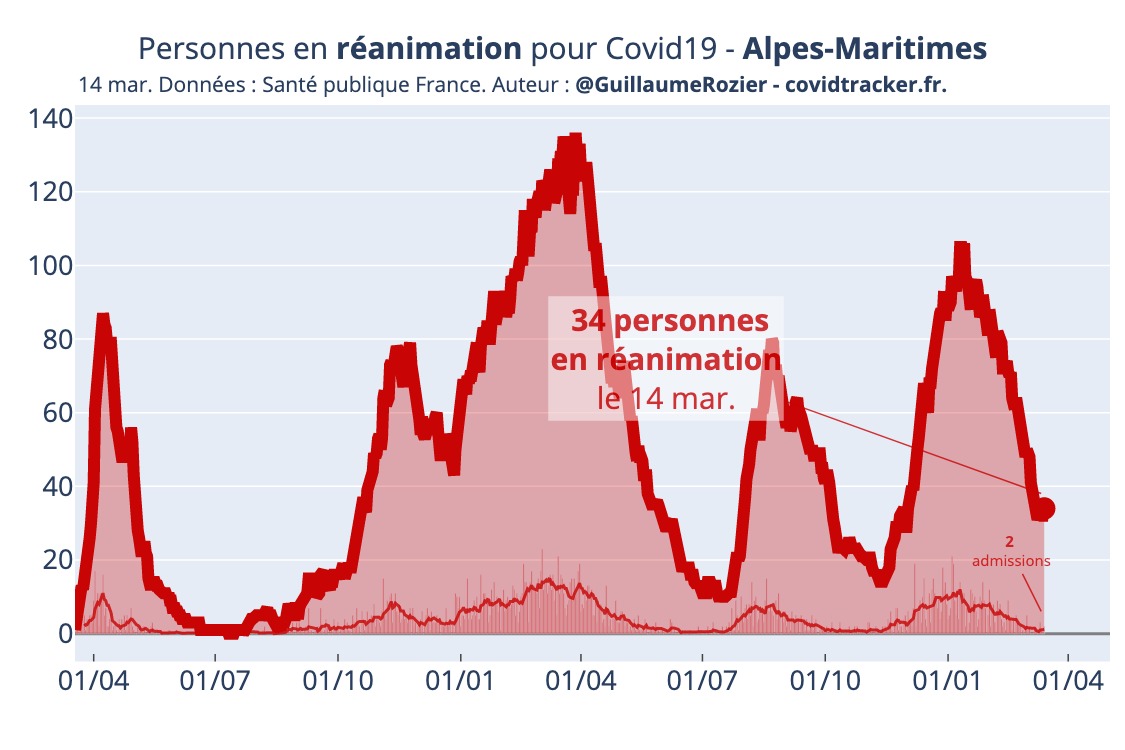 Personnes en réanimation pour Covid19 - Alpes-Maritimes
14 mar. Données : Santé publique France. Auteur : @GuillaumeRozier - covidtracker.fr.
140
120
100
80
60
40
20
0
34 personnes
en réanimation
le 14 mar.
2
admissions
01/04 01/07 01/10 01/01 01/04 01/07 01/10 01/01 01/04